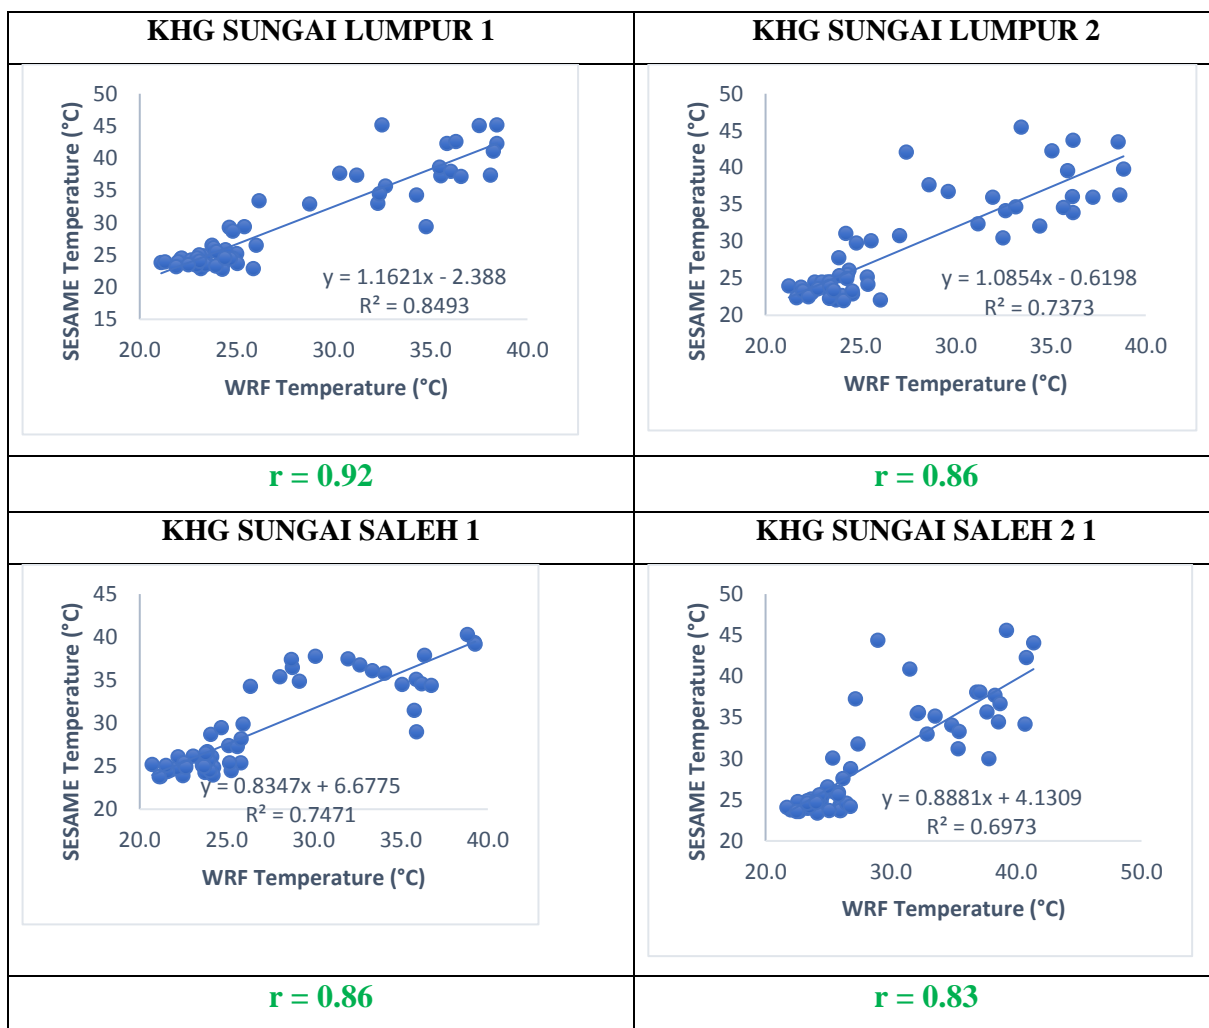 KHG SUNGAI LUMPUR 1
KHG SUNGAI LUMPUR 2
SESAME Temperature (°C)
50
45
40
35
30
25
20
15
y = 1.1621x - 2.388
R² = 0.8493
20.0 25.0 30.0 35.0 40.0
WRF Temperature (°C)
SESAME Temperature (°C)
50
45
40
35
30
25
20
y = 1.0854x - 0.6198
R² = 0.7373
20.0 25.0 30.0 35.0 40.0
WRF Temperature (°C)
r = 0.92
r = 0.86
KHG SUNGAI SALEH 1
KHG SUNGAI SALEH 2 1
SESAME Temperature (°C)
45
40
35
30
25
20
y = 0.8347x + 6.6775
R² = 0.7471
20.0 25.0 30.0 35.0 40.0
WRF Temperature (°C)
SESAME Temperature (°C)
50
45
40
35
30
25
20
y = 0.8881x + 4.1309
R² = 0.6973
20.0 30.0 40.0 50.0
WRF Temperature (°C)
r = 0.86
r = 0.83